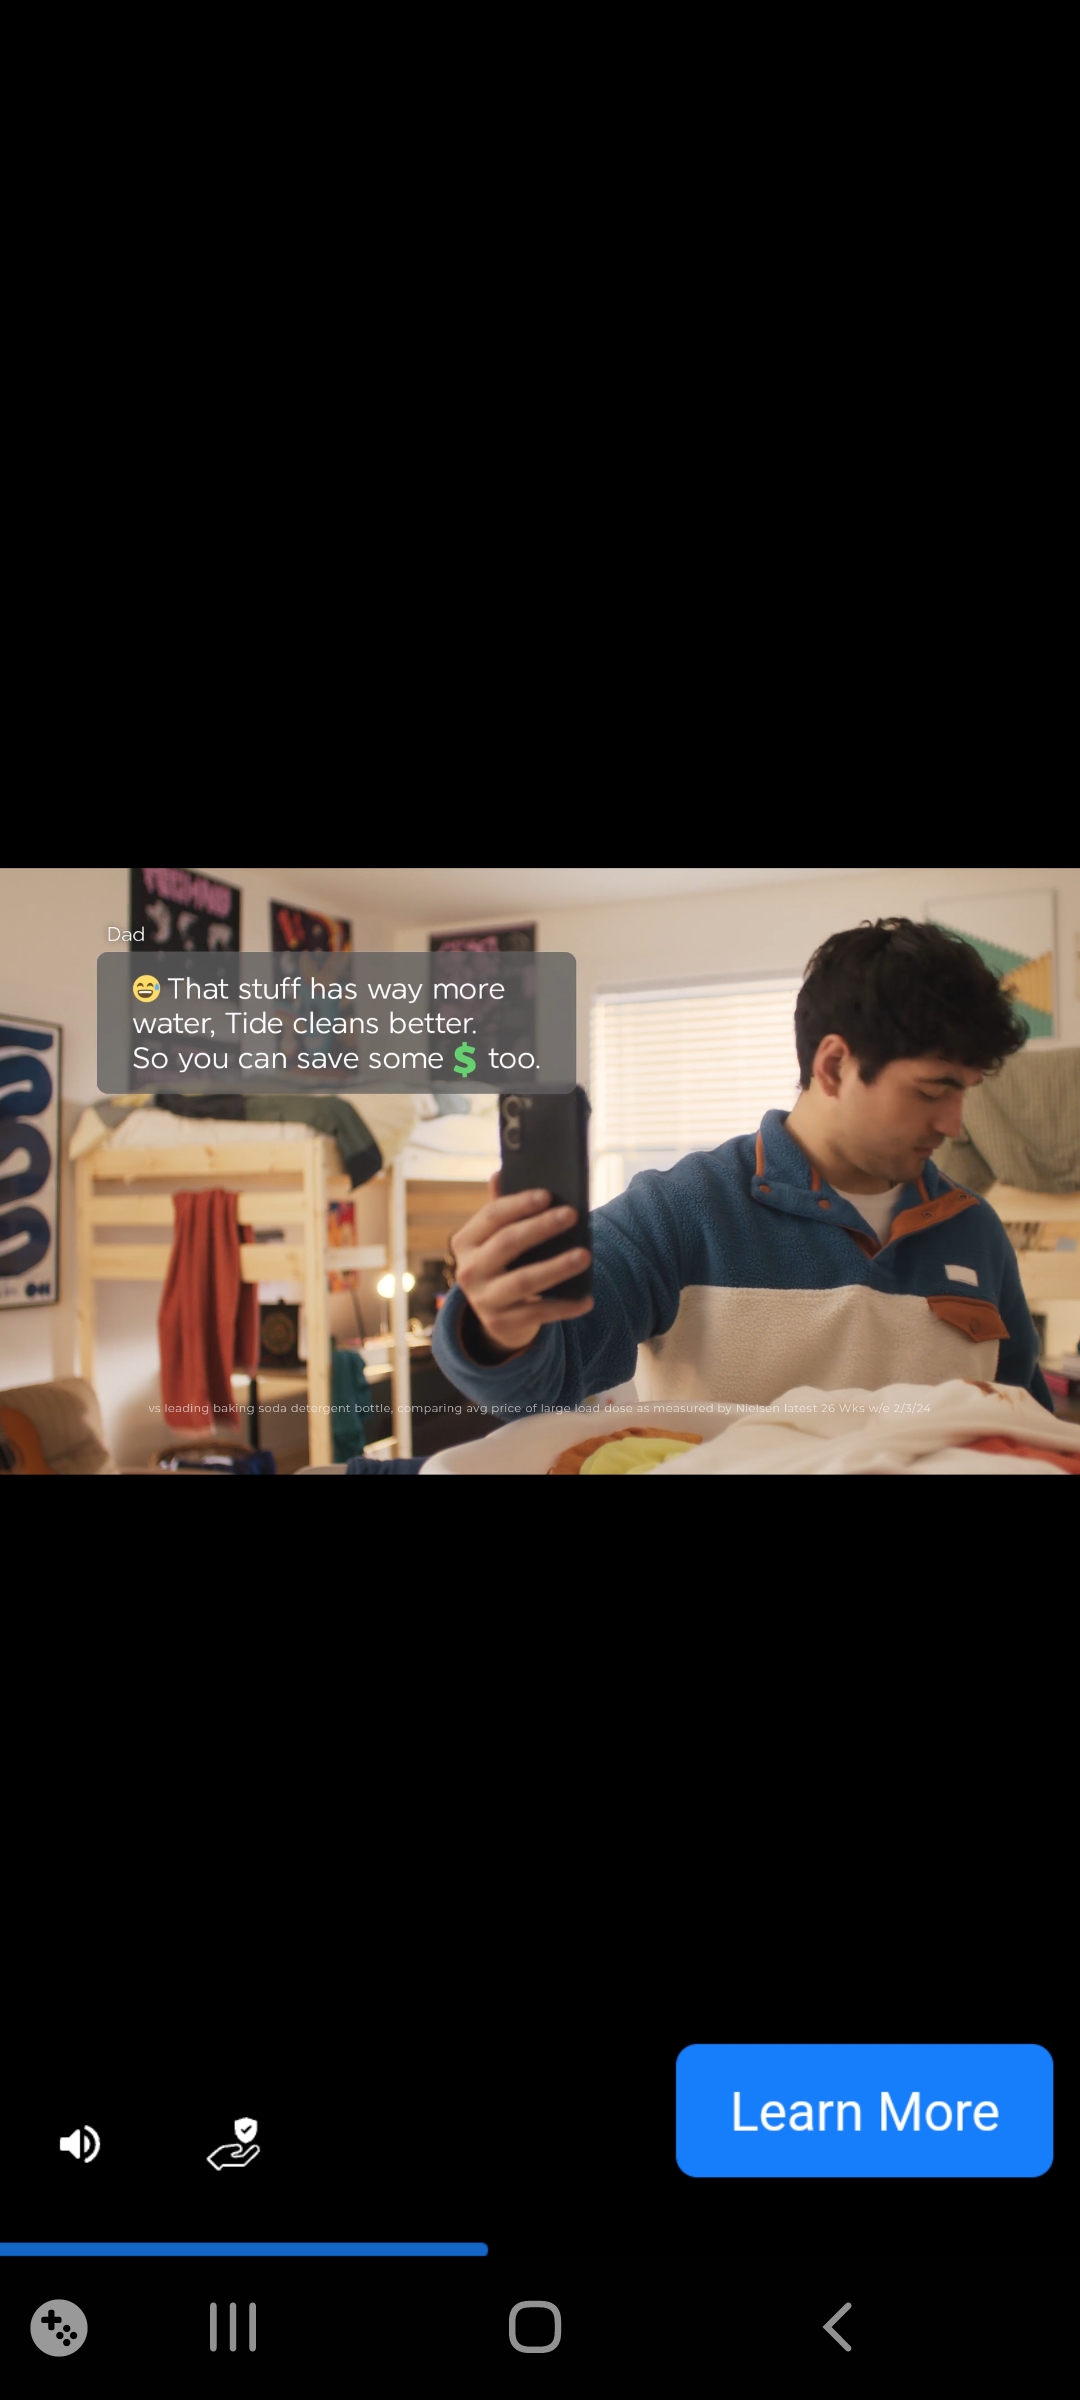 TECHNO
Dad
😅 That stuff has way more
water, Tide cleans better.
So you can save some $ too.
vs leading baking soda detergent bottle, comparing avg price of large load dose as measured by Nielsen latest 26 Wks w/e 2/3/24
Learn More